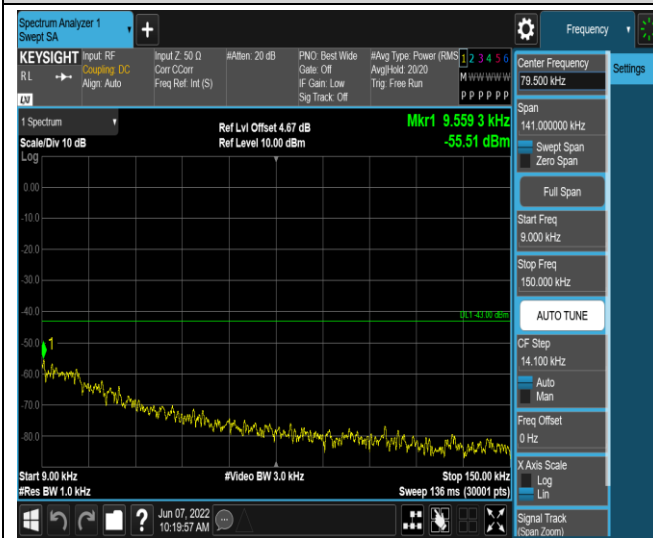 Spectrum Analyzer 1
Swept SA
Frequency
KEYSIGHT
RL
LXI
Input: RF
Coupling: DC
Align: Auto
Input Z: 50 Ω
Corr CCorr
Freq Ref: Int (S)
#Atten: 20 dB
PNO: Best Wide
Gate: Off
IF Gain: Low
Sig Track: Off
#Avg Type: Power (RMS
Avg|Hold: 20/20
Trig: Free Run
1 2 3 4 5 6
M W W W W W
P P P P P P
Center Frequency
79.500 kHz
Settings
Span
141.000000 kHz
Swept Span
Zero Span
Full Span
Start Freq
9.000 kHz
Stop Freq
150.000 kHz
AUTO TUNE
CF Step
14.100 kHz
Auto
Man
Freq Offset
0 Hz
X Axis Scale
Log
Lin
Signal Track
(Span Zoom)
1 Spectrum
Scale/Div 10 dB
Log
Ref Lvl Offset 4.67 dB
Ref Level 10.00 dBm
Mkr1 9.559 3 kHz
-55.51 dBm
0.00
-10.0
-20.0
-30.0
-40.0
DL1 -43.00 dBm
-50.0
1
-60.0
-70.0
-80.0
Start 9.00 kHz
#Res BW 1.0 kHz
#Video BW 3.0 kHz
Stop 150.00 kHz
Sweep 136 ms (30001 pts)
?
Jun 07, 2022
10:19:57 AM